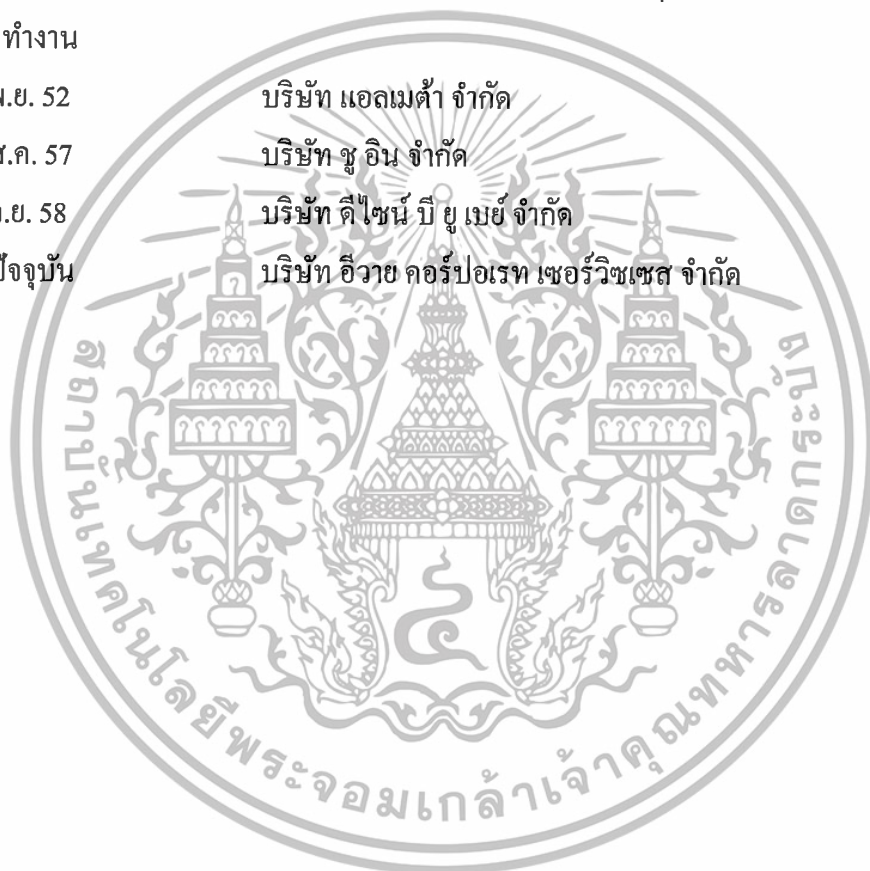 ทำงาน
พ.ย. 52 บริษัท แอลเมต้า จำกัด
ส.ค. 57 บริษัท ชู อิน จำกัด
58 บริษัท ดีไซน์ บี ยู เบย์ จำกัด
ปัจจุบัน บริษัท อีวาย คอร์ปอเรท เซอร์วิซเซส จำกัด
สถาบันเทคโนโลยีพระจอมเกล้าเจ้าคุณทหารลาดกระบัง